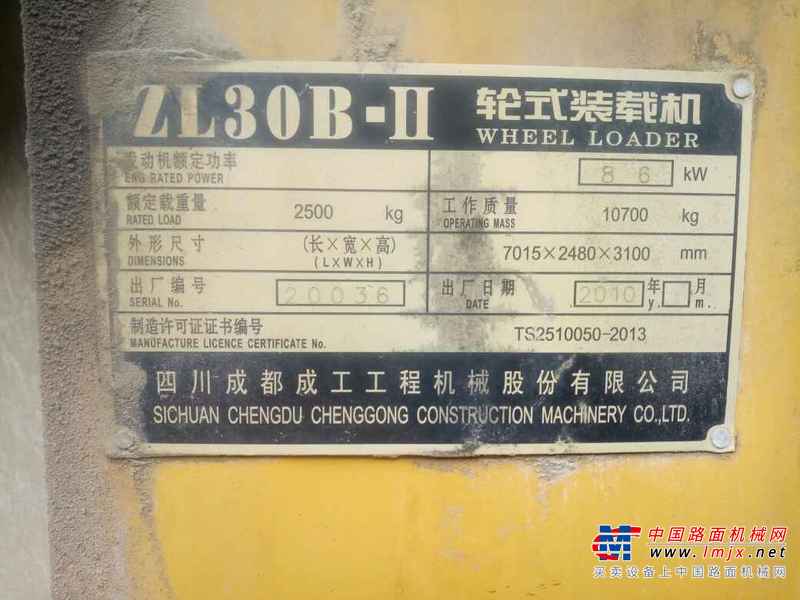 ZL30B-II 轮式装载机
WHEEL LOADER
发动机额定功率 86 kW
ENG RATED POWER
额定载重量 2500 kg 工作质量 10700 kg
RATED LOAD OPERATING MASS
外形尺寸 (长×宽×高) 7015×2480×3100 mm
DIMENSIONS (L×W×H)
出厂编号 20036 出厂日期 2010 年 月
SERIAL No. DATE y. m.
制造许可证证书编号 TS2510050-2013
MANUFACTURE LICENCE CERTIFICATE No.
四川成都成工工程机械股份有限公司
SICHUAN CHENGDU CHENGGONG CONSTRUCTION MACHINERY CO.,LTD.
中国路面机械网
www.lmjx.net
买卖设备上中国路面机械网